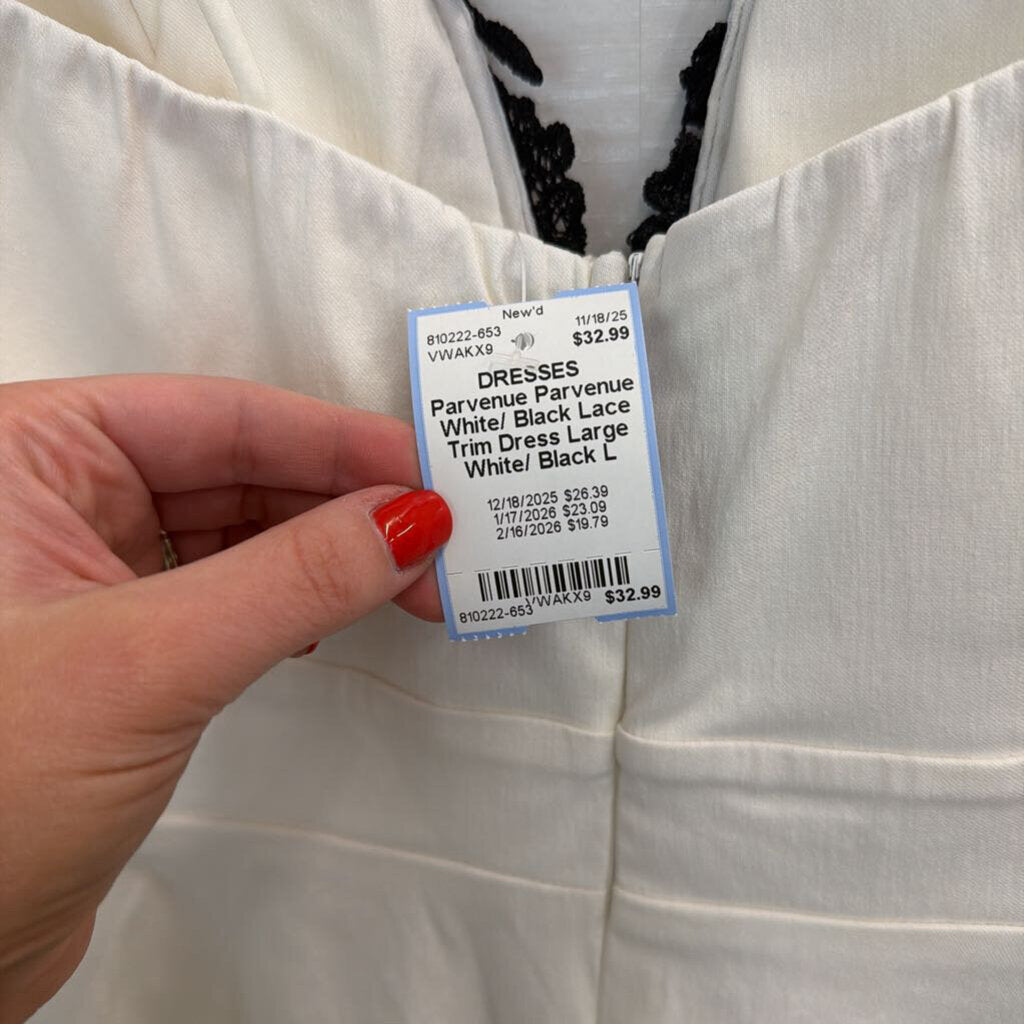 New'd
810222-653 11/18/25
VWAKX9 $32.99
DRESSES
Parvenue Parvenue
White/ Black Lace
Trim Dress Large
White/ Black L
12/18/2025 $26.39
1/17/2026 $23.09
2/16/2026 $19.79
810222-653 VWAKX9 $32.99